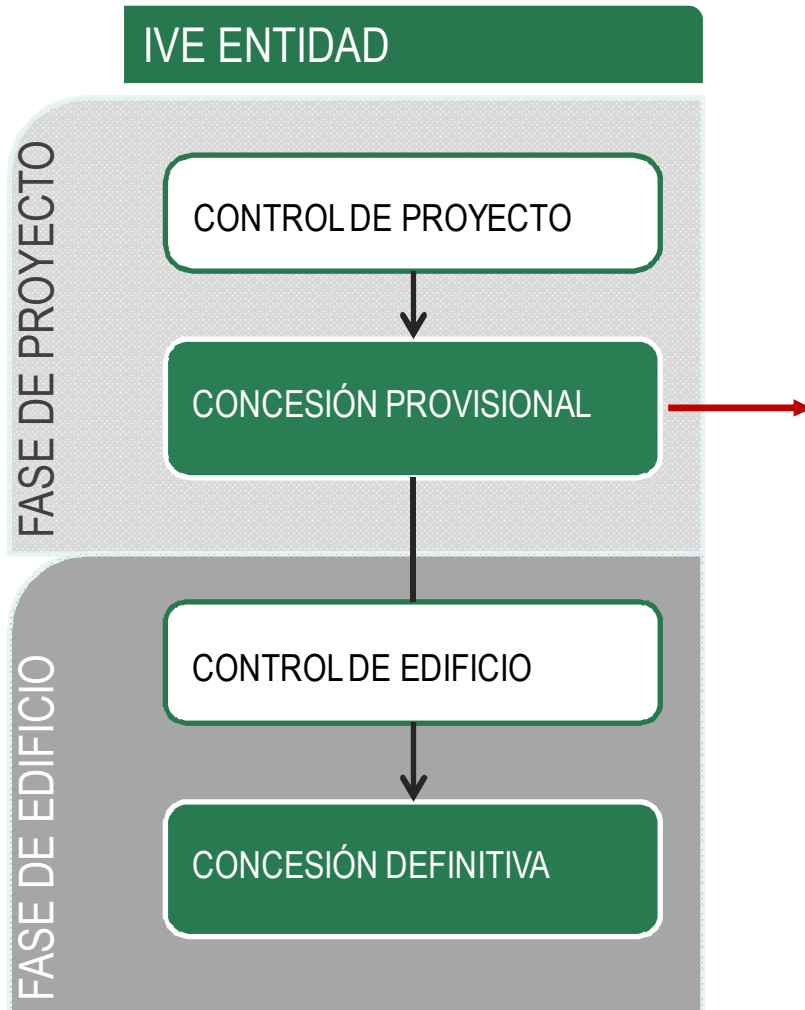 IVE ENTIDAD
FASE DE PROYECTO
CONTROL DE PROYECTO
CONCESIÓN PROVISIONAL
FASE DE EDIFICIO
CONTROL DE EDIFICIO
CONCESIÓN DEFINITIVA